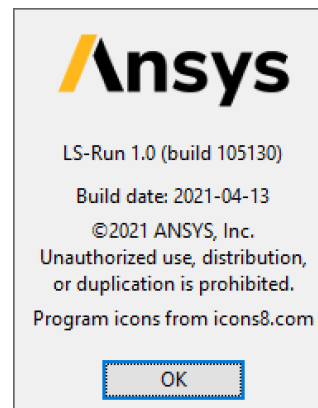 Ansys
LS-Run 1.0 (build 105130)
Build date: 2021-04-13
©2021 ANSYS, Inc.
Unauthorized use, distribution,
or duplication is prohibited.
Program icons from icons8.com
OK